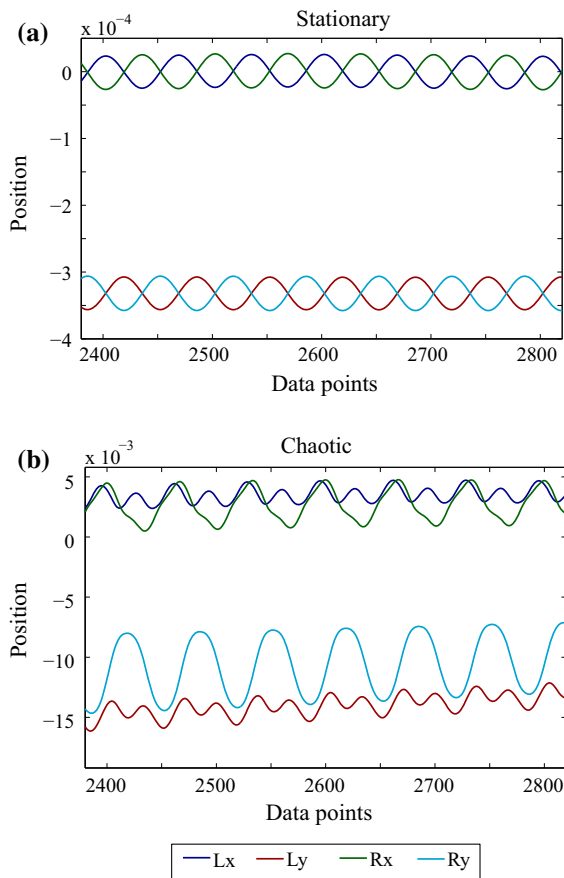 (a)
Stationary
x 10⁻⁴
0
−1
−2
−3
−4
Position
2400 2500 2600 2700 2800
Data points
(b)
Chaotic
x 10⁻³
5
0
−5
−10
−15
Position
2400 2500 2600 2700 2800
Data points
Lx Ly Rx Ry